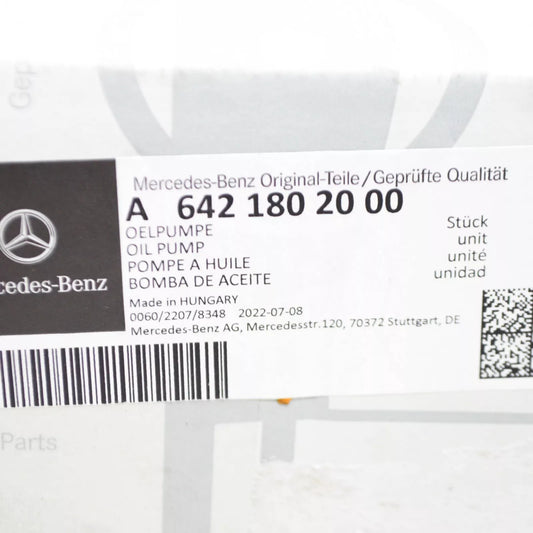 Mercedes-Benz Original-Teile/Geprüfte Qualität
A 642 180 20 00
OELPUMPE
OIL PUMP
POMPE A HUILE
BOMBA DE ACEITE
Stück
unit
unité
unidad
Made in HUNGARY
0060/2207/8348 2022-07-08
Mercedes-Benz AG, Mercedesstr.120, 70372 Stuttgart, DE
cedes-Benz
Parts